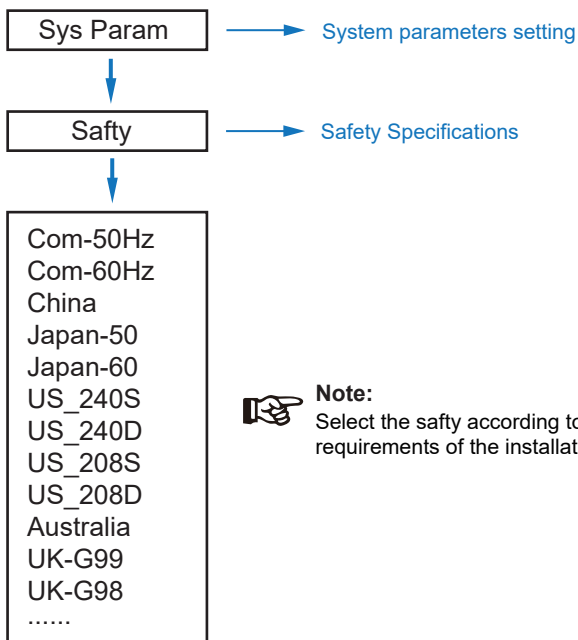 Sys Param
System parameters setting
Safty
Safety Specifications
Com-50Hz
Com-60Hz
China
Japan-50
Japan-60
US_240S
US_240D
US_208S
US_208D
Australia
UK-G99
UK-G98
......
Note:
Select the safty according to
requirements of the